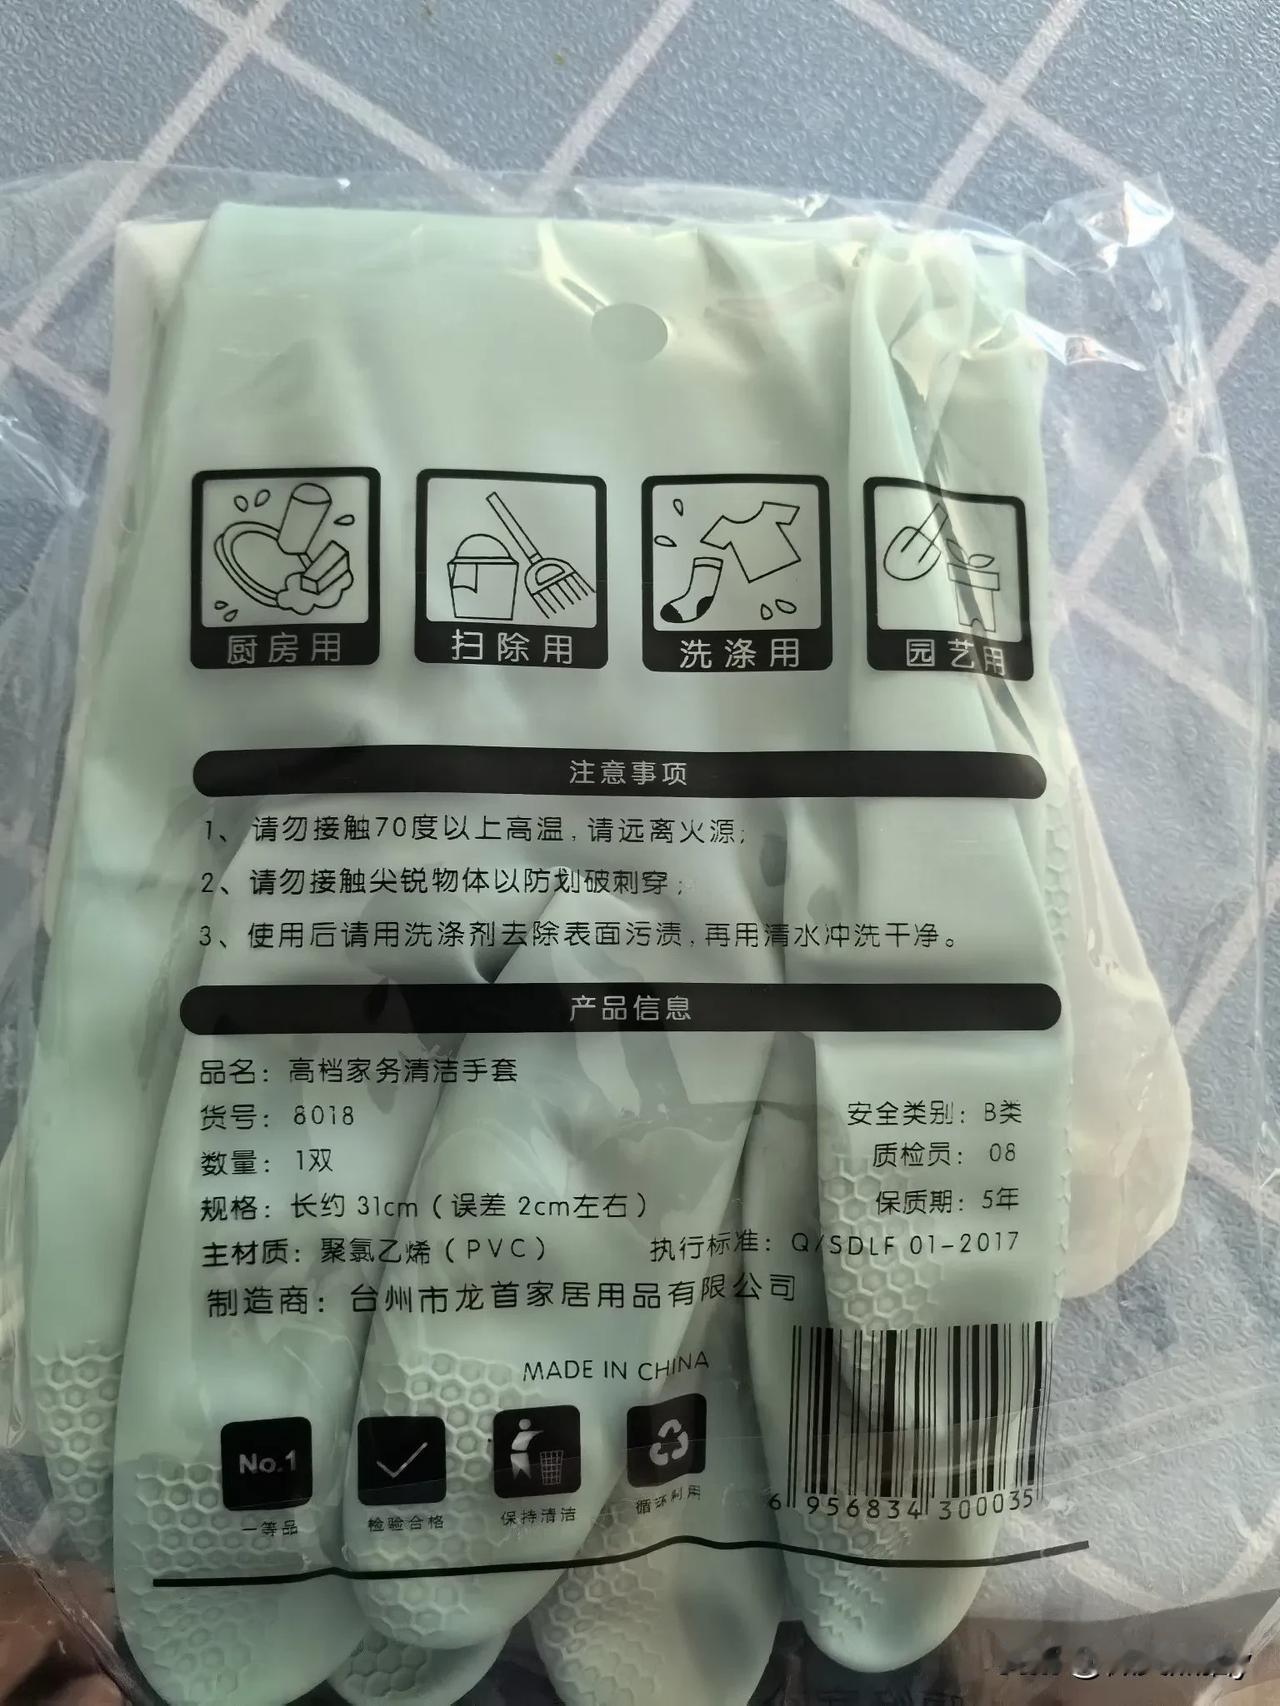 厨房用
扫除用
洗涤用
园艺用
注意事项
1、请勿接触70度以上高温,请远离火源;
2、请勿接触尖锐物体以防划破刺穿;
3、使用后请用洗涤剂去除表面污渍,再用清水冲洗干净。
产品信息
品名：高档家务清洁手套
货号：8018
数量：1双
规格：长约 31cm（误差 2cm左右）
主材质：聚氯乙烯（PVC）
安全类别：B类
质检员：08
保质期：5年
执行标准：Q/SDLF 01-2017
制造商：台州市龙首家居用品有限公司
MADE IN CHINA
No.1
一等品
检验合格
保持清洁
循环利用
6 956834 300035